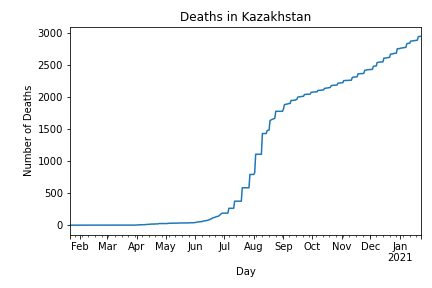 Deaths in Kazakhstan
3000
2500
2000
1500
1000
500
0
Number of Deaths
Feb Mar Apr May Jun Jul Aug Sep Oct Nov Dec Jan
2021
Day